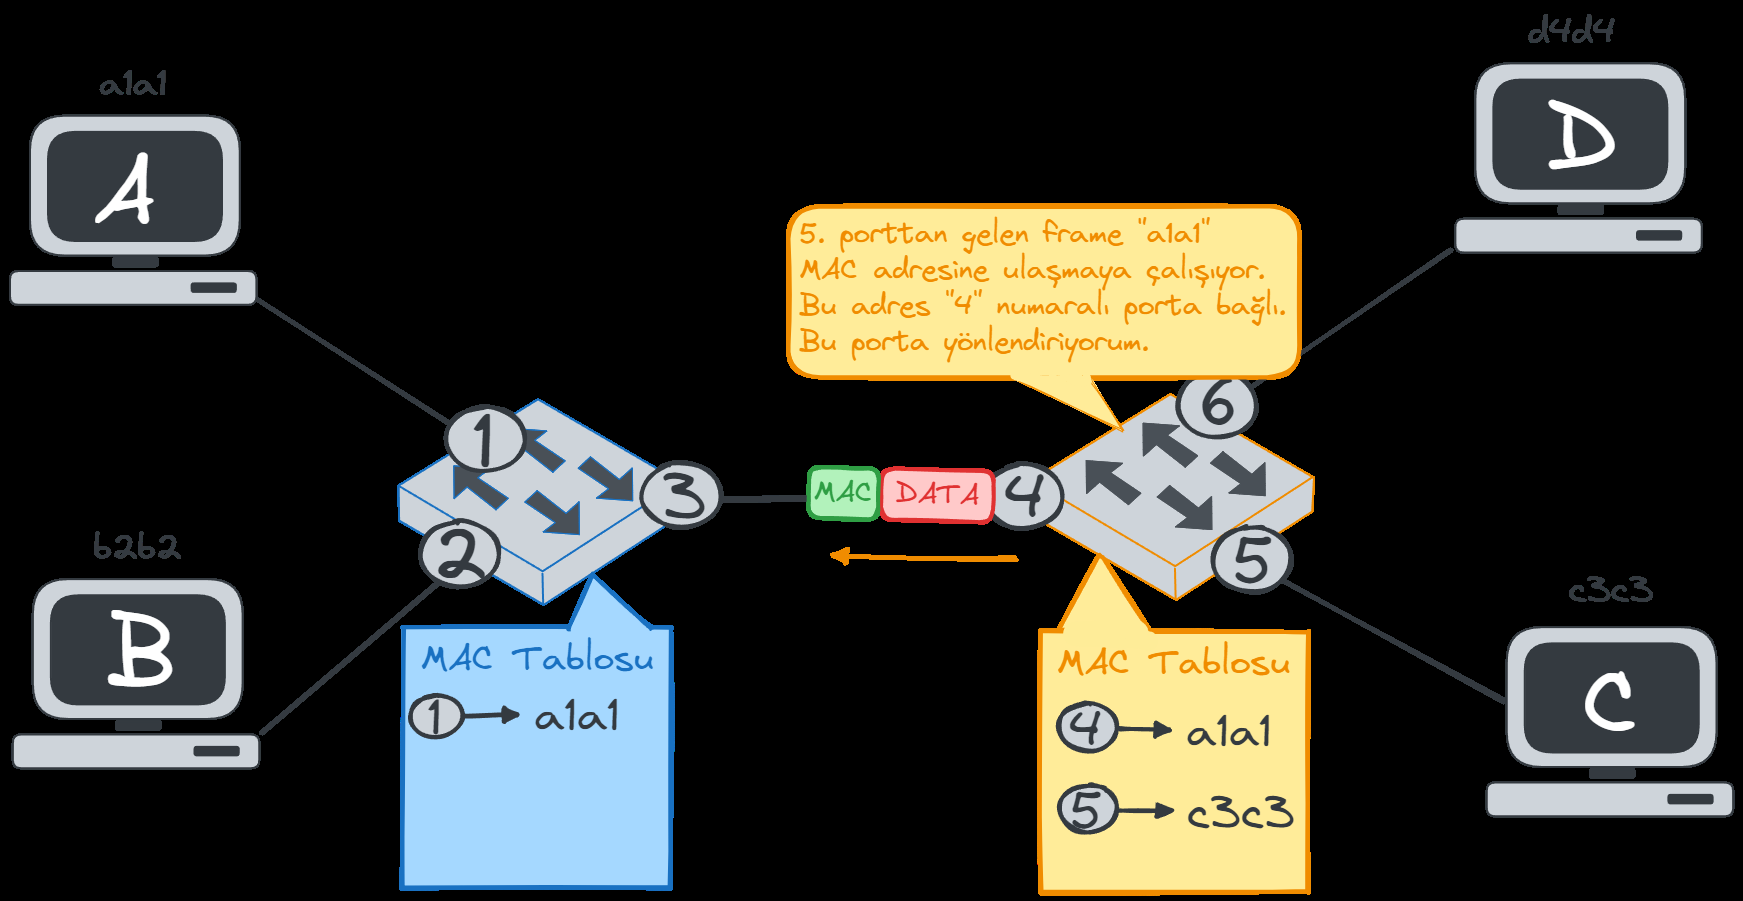 d4d4
a1a1
D
A
5. porttan gelen frame "a1a1"
MAC adresine ulaşmaya çalışıyor.
Bu adres "4" numaralı porta bağlı.
Bu porta yönlendiriyorum.
6
1
3
MAC
DATA
4
2
5
b2b2
c3c3
B
C
MAC Tablosu
1 a1a1
MAC Tablosu
4 a1a1
5 c3c3